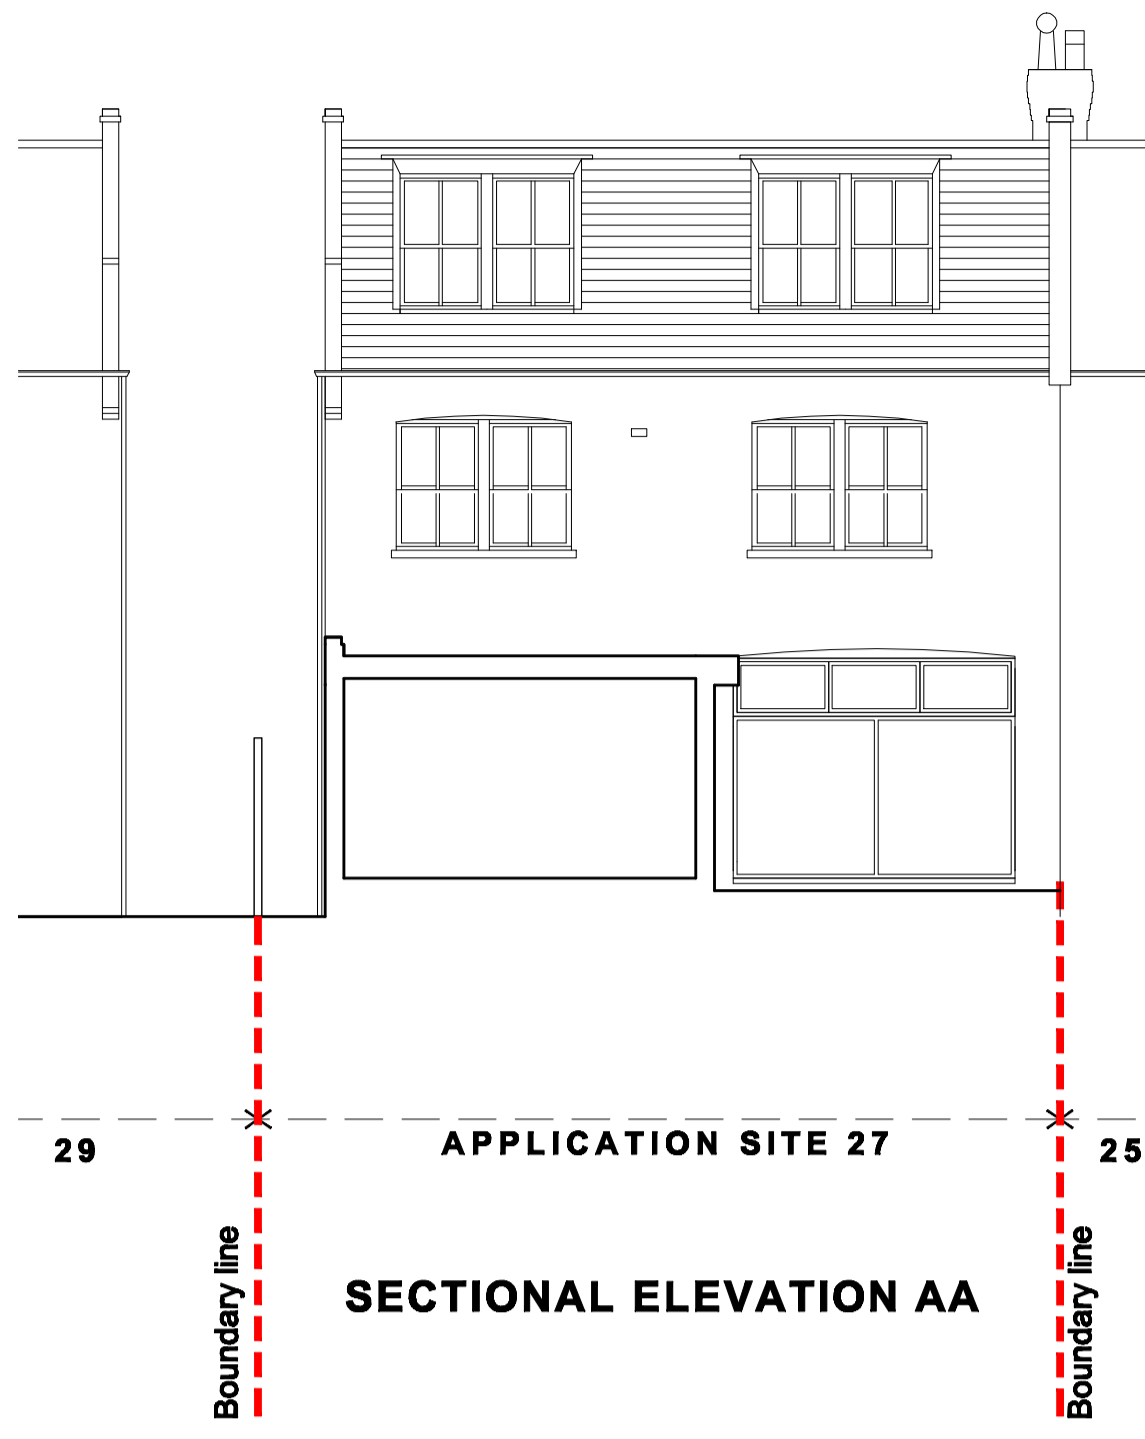 29
APPLICATION SITE 27
25
Boundary line
SECTIONAL ELEVATION AA
Boundary line